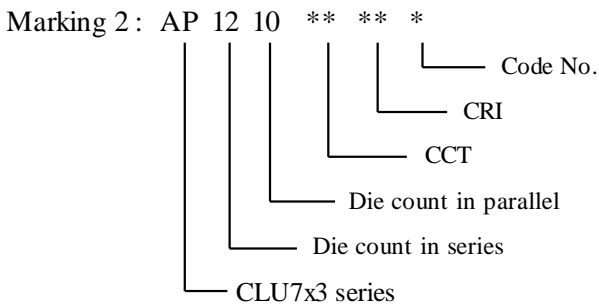 Marking 2 : AP 12 10 ** ** *
Code No.
CRI
CCT
Die count in parallel
Die count in series
CLU7x3 series